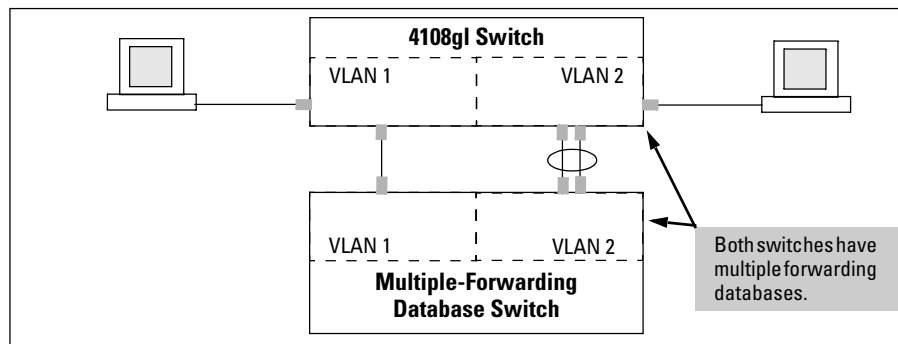 4108gl Switch
VLAN 1
VLAN 2
VLAN 1
VLAN 2
Both switches have
multiple forwarding
databases.
Multiple-Forwarding
Database Switch